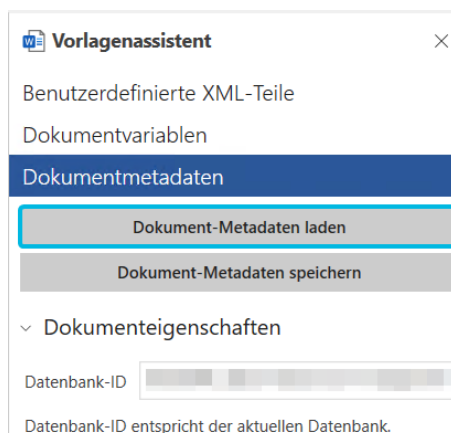 Vorlagenassistent
Benutzerdefinierte XML-Teile
Dokumentvariablen
Dokumentmetadaten
Dokument-Metadaten laden
Dokument-Metadaten speichern
Dokumenteigenschaften
Datenbank-ID
Datenbank-ID entspricht der aktuellen Datenbank.